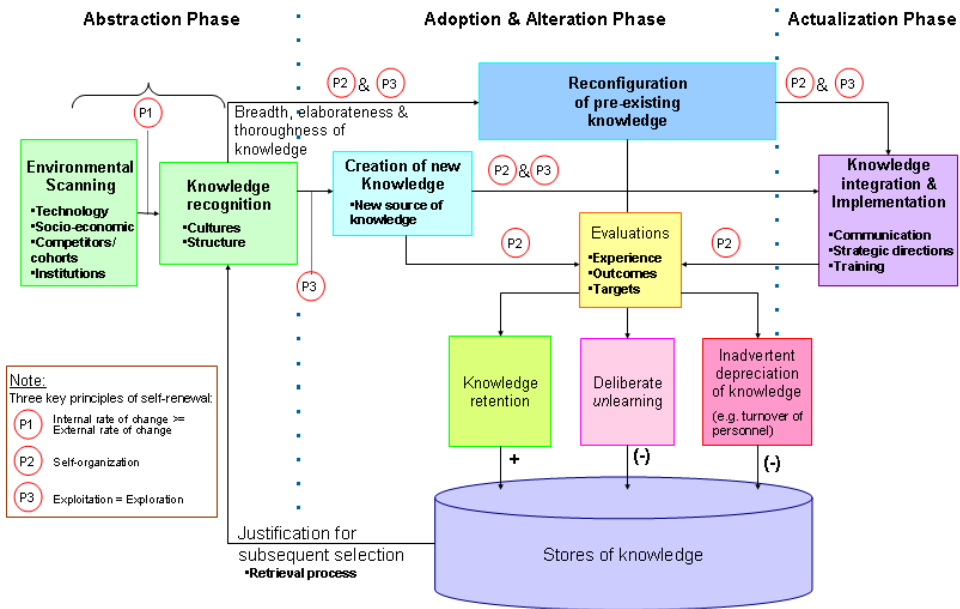 Abstraction Phase
Adoption & Alteration Phase
Actualization Phase
P1
P2 & P3
Reconfiguration
of pre-existing
knowledge
P2 & P3
Breadth, elaborateness &
thoroughness of
knowledge
Environmental
Scanning
•Technology
•Socio-economic
•Competitors/
cohorts
•Institutions
Knowledge
recognition
•Cultures
•Structure
P3
Creation of new
Knowledge
•New source of
knowledge
P2 & P3
Knowledge
integration &
Implementation
•Communication
•Strategic directions
•Training
P2
Evaluations
•Experience
•Outcomes
•Targets
P2
Knowledge
retention
Deliberate
unlearning
Inadvertent
depreciation
of knowledge
(e.g. turnover of
personnel)
+
(-)
(-)
Note:
Three key principles of self-renewal:
P1 Internal rate of change >=
External rate of change
P2 Self-organization
P3 Exploitation = Exploration
Justification for
subsequent selection
•Retrieval process
Stores of knowledge